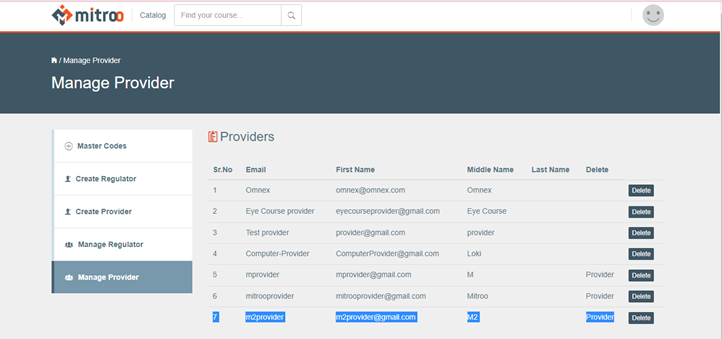 mitroo Catalog Find your course...
/ Manage Provider
Manage Provider
Master Codes
Create Regulator
Create Provider
Manage Regulator
Manage Provider
Providers
Sr.No Email First Name Middle Name Last Name Delete
1 Omnex omnex@omnex.com Omnex Delete
2 Eye Course provider eyecourseprovider@gmail.com Eye Course Delete
3 Test provider provider@gmail.com provider Delete
4 Computer-Provider ComputerProvider@gmail.com Loki Delete
5 mprovider mprovider@gmail.com M Provider Delete
6 mitrooprovider mitrooprovider@gmail.com Mitroo Provider Delete
7 m2provider m2provider@gmail.com M2 Provider Delete